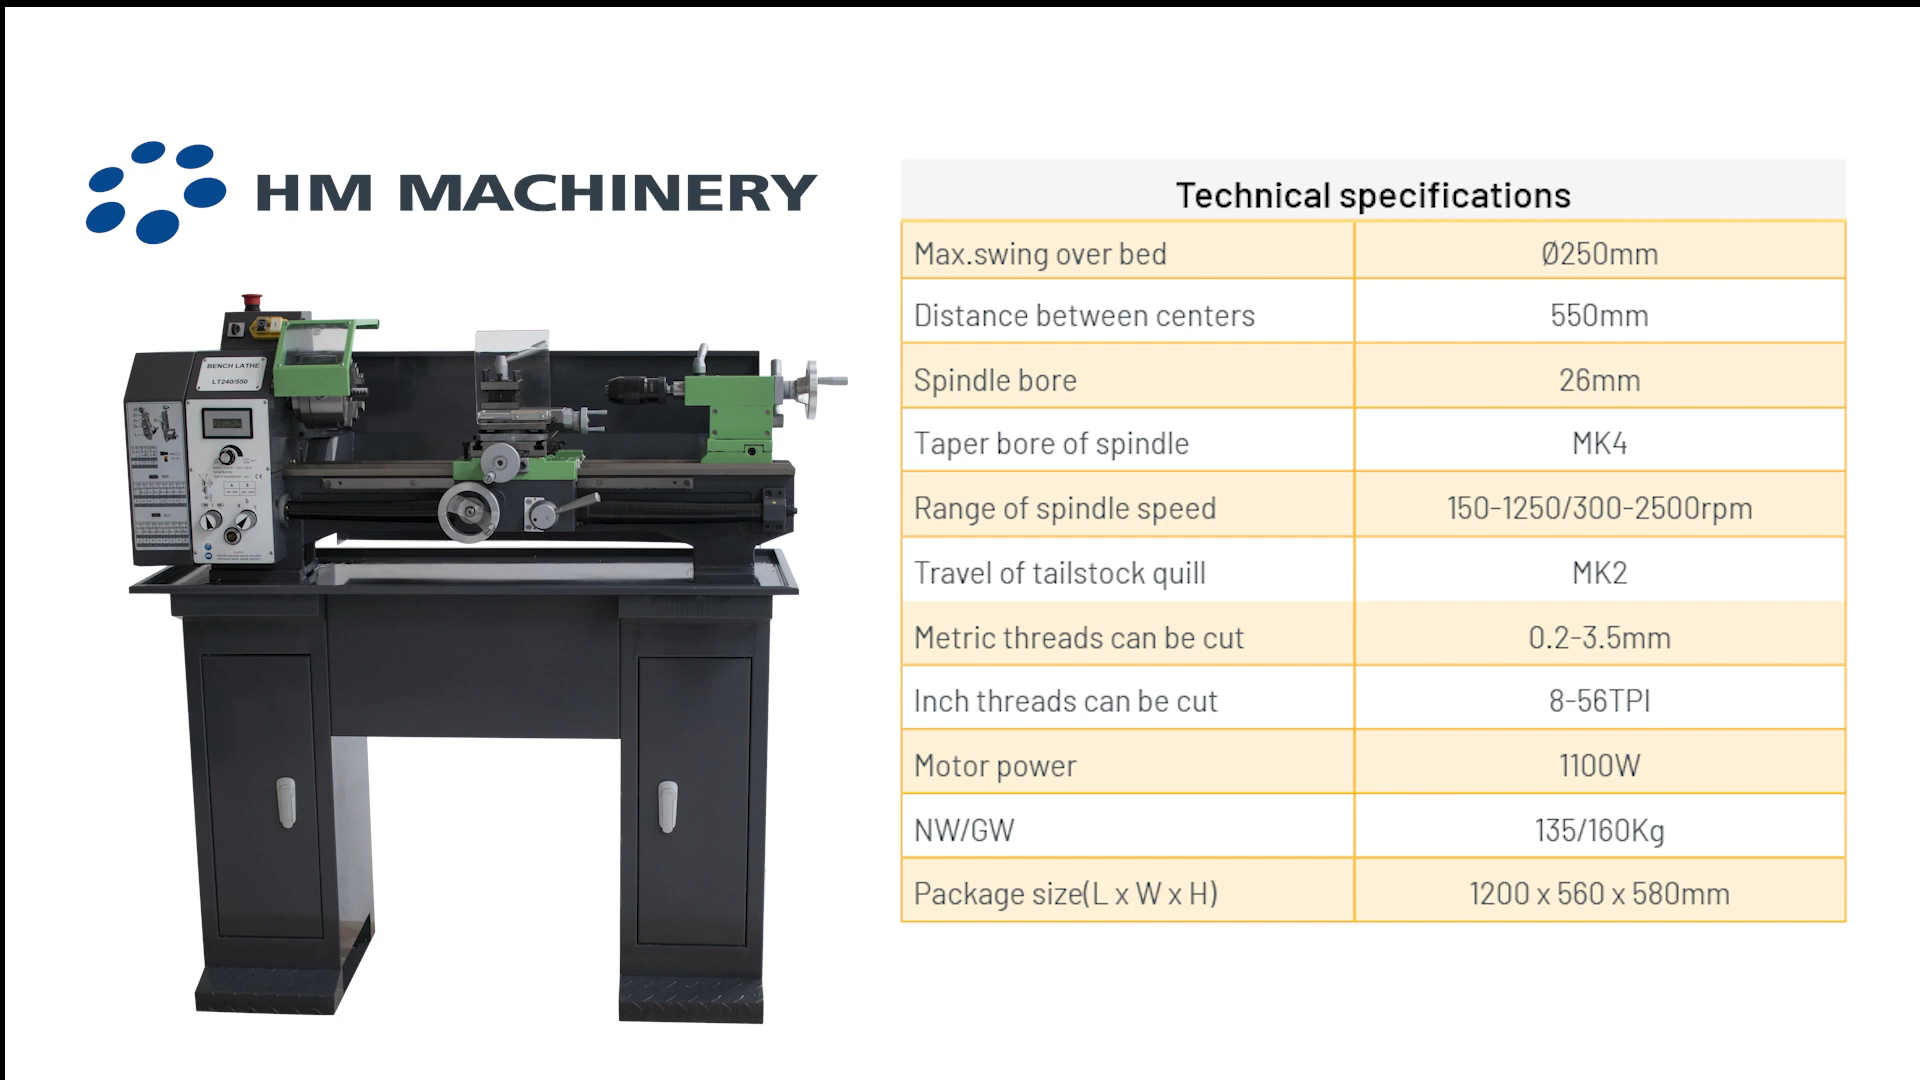 HM MACHINERY
BENCH LATHE
LT240/550
Technical specifications
Max.swing over bed Ø250mm
Distance between centers 550mm
Spindle bore 26mm
Taper bore of spindle MK4
Range of spindle speed 150-1250/300-2500rpm
Travel of tailstock quill MK2
Metric threads can be cut 0.2-3.5mm
Inch threads can be cut 8-56TPI
Motor power 1100W
NW/GW 135/160Kg
Package size(L x W x H) 1200 x 560 x 580mm